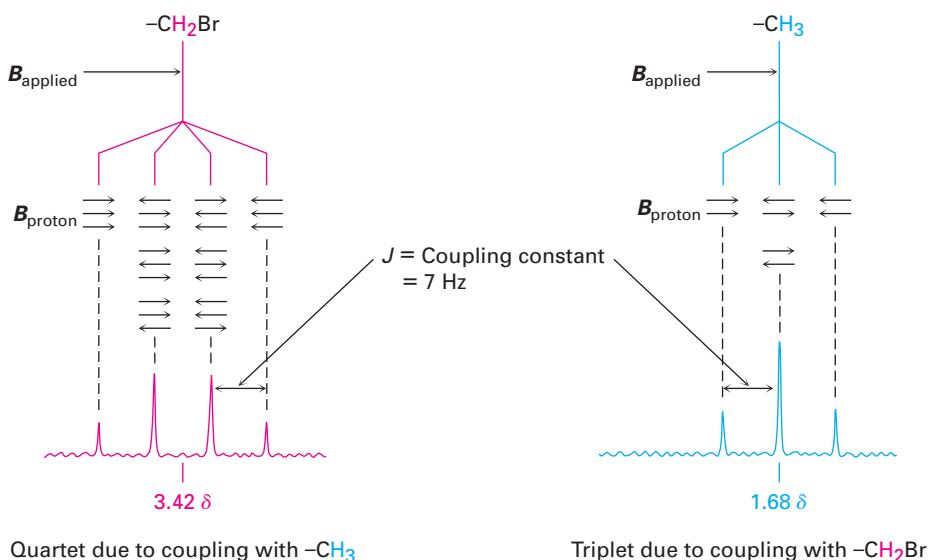 –CH2Br
–CH3
Bapplied
Bapplied
Bproton
Bproton
J = Coupling constant
= 7 Hz
3.42 δ
1.68 δ
Quartet due to coupling with –CH3
Triplet due to coupling with –CH2Br